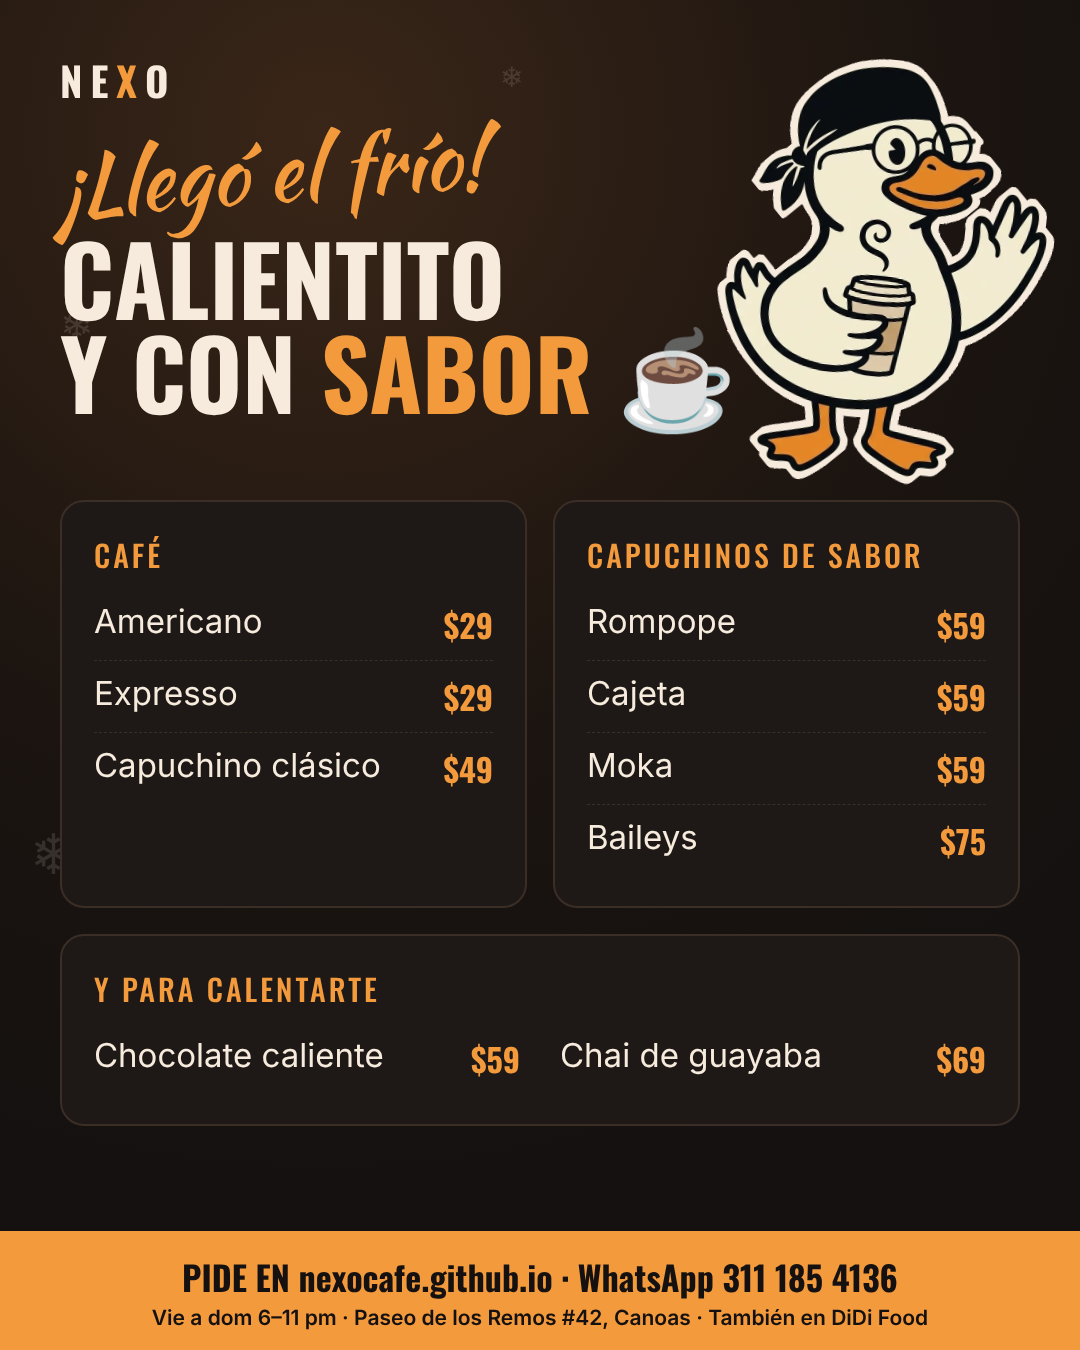 NEXO
¡Llegó el frío!
CALIENTITO
Y CON SABOR
CAFÉ
Americano $29
Expresso $29
Capuchino clásico $49
CAPUCHINOS DE SABOR
Rompope $59
Cajeta $59
Moka $59
Baileys $75
Y PARA CALENTARTE
Chocolate caliente $59 Chai de guayaba $69
PIDE EN nexocafe.github.io · WhatsApp 311 185 4136
Vie a dom 6–11 pm · Paseo de los Remos #42, Canoas · También en DiDi Food